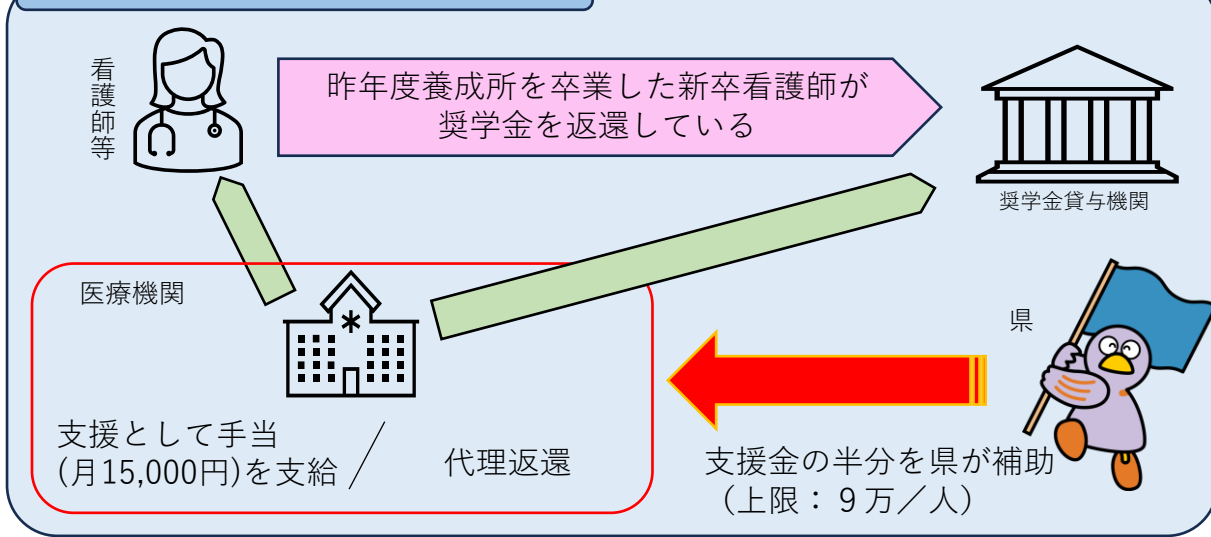 看護師等
昨年度養成所を卒業した新卒看護師が
奨学金を返還している
奨学金貸与機関
医療機関
県
支援として手当
(月15,000円)を支給
代理返還
支援金の半分を県が補助
(上限：９万／人)